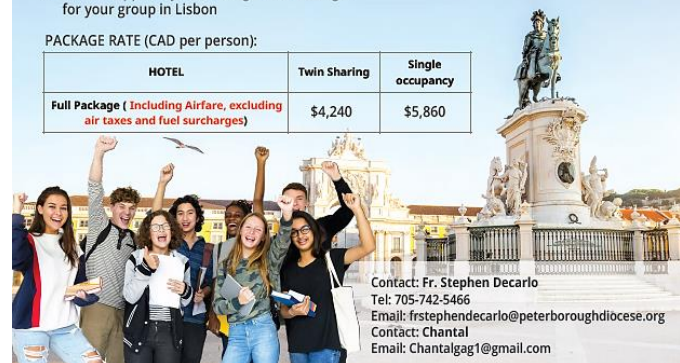 for your group in Lisbon
PACKAGE RATE (CAD per person):
HOTEL
Twin Sharing
Single
occupancy
Full Package ( Including Airfare, excluding
air taxes and fuel surcharges)
$4,240
$5,860
Contact: Fr. Stephen Decarlo
Tel: 705-742-5466
Email: frstephendecarlo@peterboroughdiocese.org
Contact: Chantal
Email: Chantalgag1@gmail.com